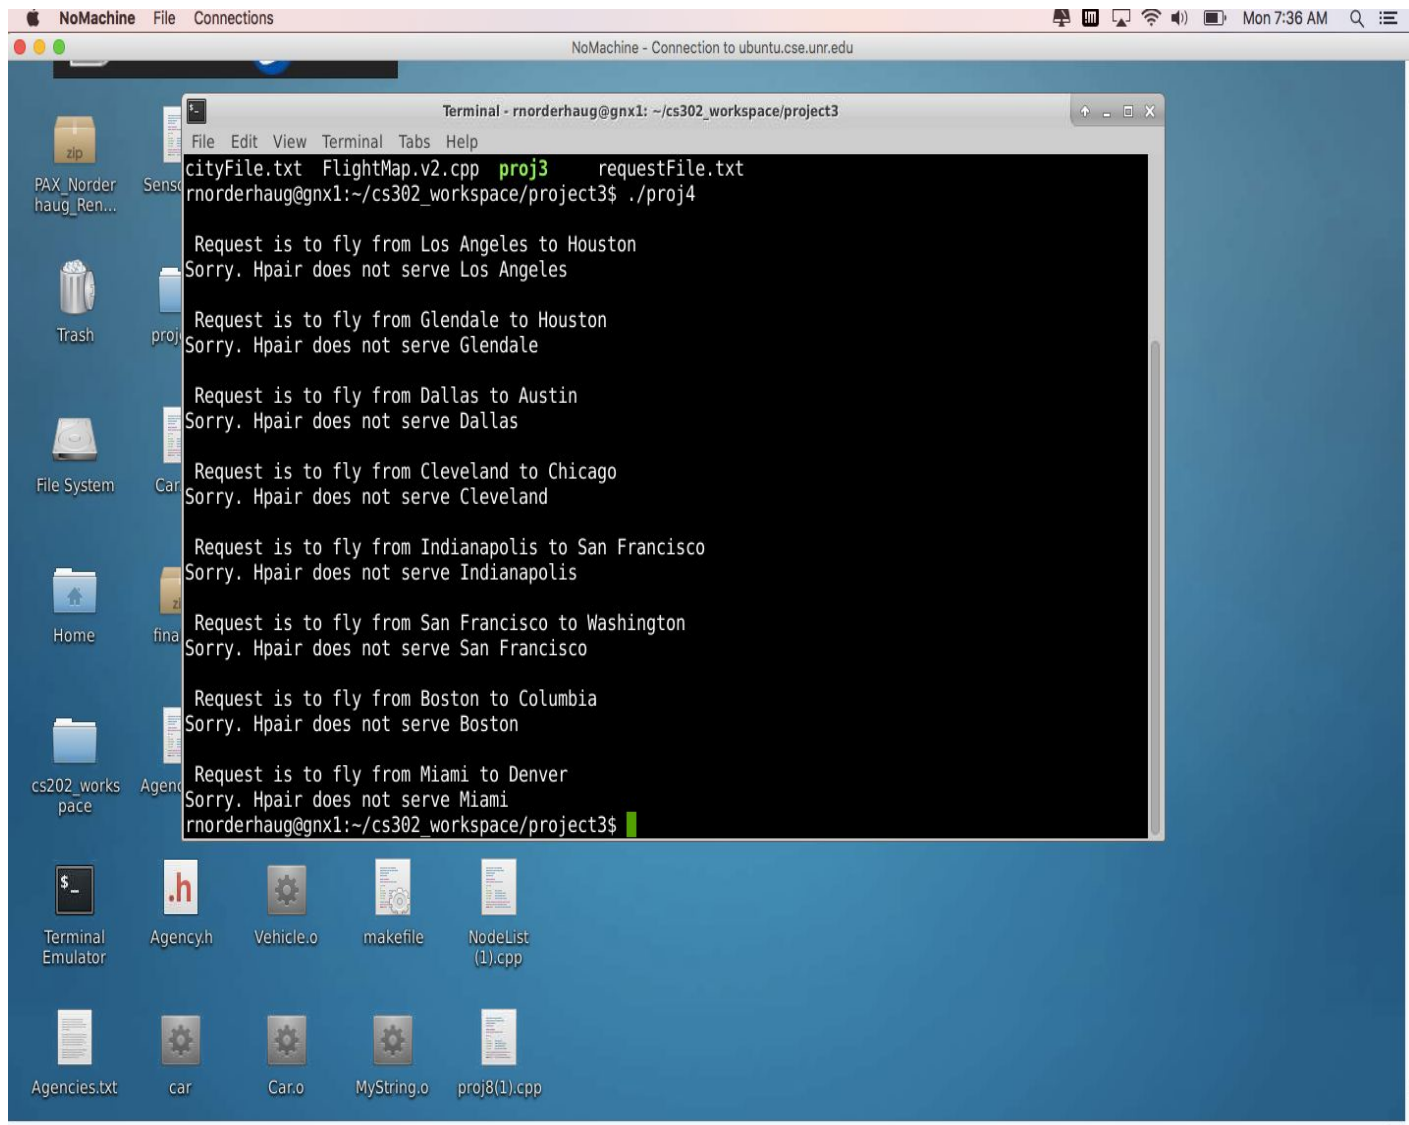 NoMachine File Connections Mon 7:36 AM
NoMachine - Connection to ubuntu.cse.unr.edu
Terminal - rnorderhaug@gnx1: ~/cs302_workspace/project3
File Edit View Terminal Tabs Help
cityFile.txt FlightMap.v2.cpp proj3 requestFile.txt
rnorderhaug@gnx1:~/cs302_workspace/project3$ ./proj4
Request is to fly from Los Angeles to Houston
Sorry. Hpair does not serve Los Angeles
Request is to fly from Glendale to Houston
Sorry. Hpair does not serve Glendale
Request is to fly from Dallas to Austin
Sorry. Hpair does not serve Dallas
Request is to fly from Cleveland to Chicago
Sorry. Hpair does not serve Cleveland
Request is to fly from Indianapolis to San Francisco
Sorry. Hpair does not serve Indianapolis
Request is to fly from San Francisco to Washington
Sorry. Hpair does not serve San Francisco
Request is to fly from Boston to Columbia
Sorry. Hpair does not serve Boston
Request is to fly from Miami to Denver
Sorry. Hpair does not serve Miami
rnorderhaug@gnx1:~/cs302_workspace/project3$
zip
PAX_Norder
haug_Ren...
Senso
Trash
proj
File System
Car
Home
fina
cs202_works
pace
Agenc
$_
Terminal
Emulator
.h
Agency.h
Vehicle.o
makefile
NodeList
(1).cpp
Agencies.txt
car
Car.o
MyString.o
proj8(1).cpp